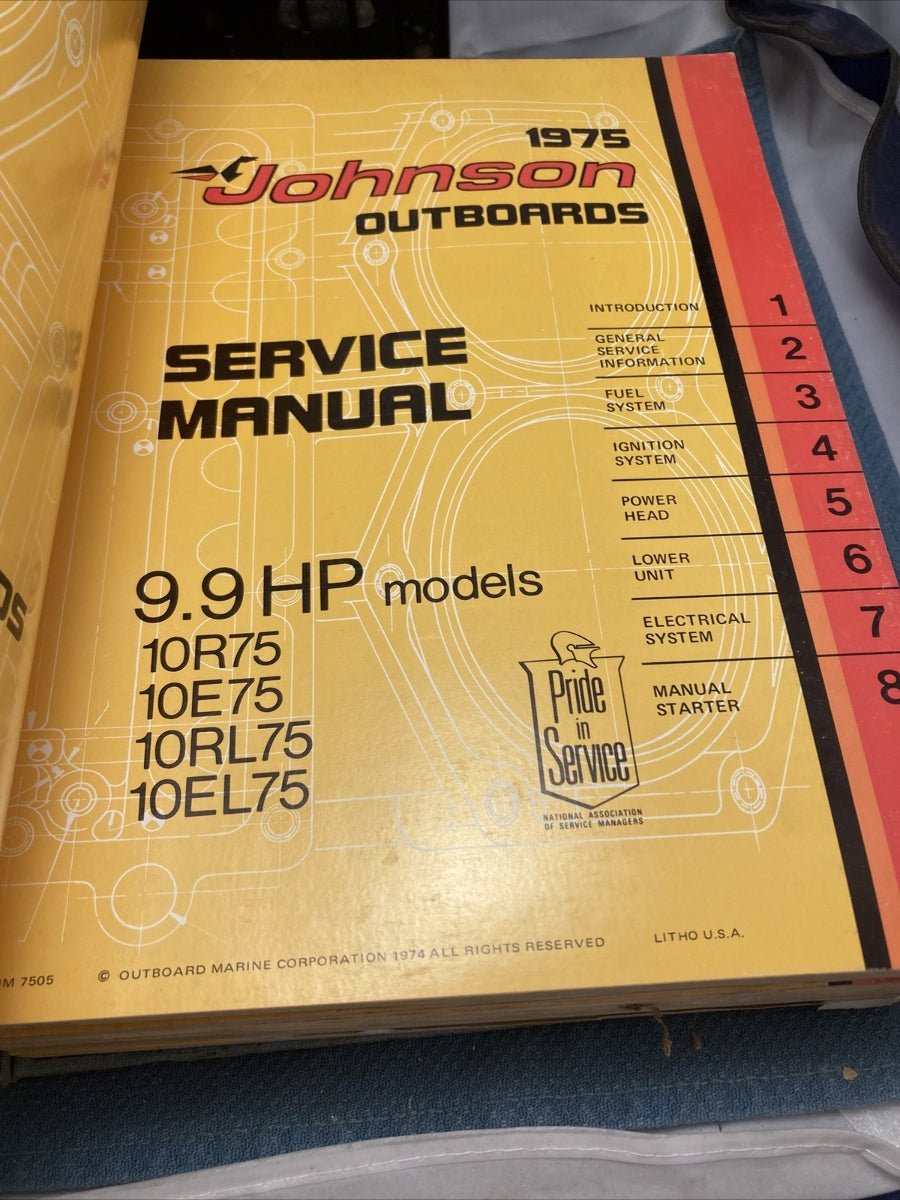 1975
Johnson
OUTBOARDS
SERVICE
MANUAL
9.9 HP models
10R75
10E75
10RL75
10EL75
INTRODUCTION 1
GENERAL
SERVICE
INFORMATION 2
FUEL
SYSTEM 3
IGNITION
SYSTEM 4
POWER
HEAD 5
LOWER
UNIT 6
ELECTRICAL
SYSTEM 7
MANUAL
STARTER 8
Pride
in
Service
NATIONAL ASSOCIATION
OF SERVICE MANAGERS
7505
© OUTBOARD MARINE CORPORATION 1974 ALL RIGHTS RESERVED
LITHO U.S.A.